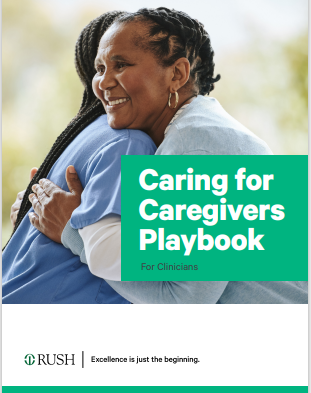 Caring for
Caregivers
Playbook
For Clinicians
RUSH
Excellence is just the beginning.